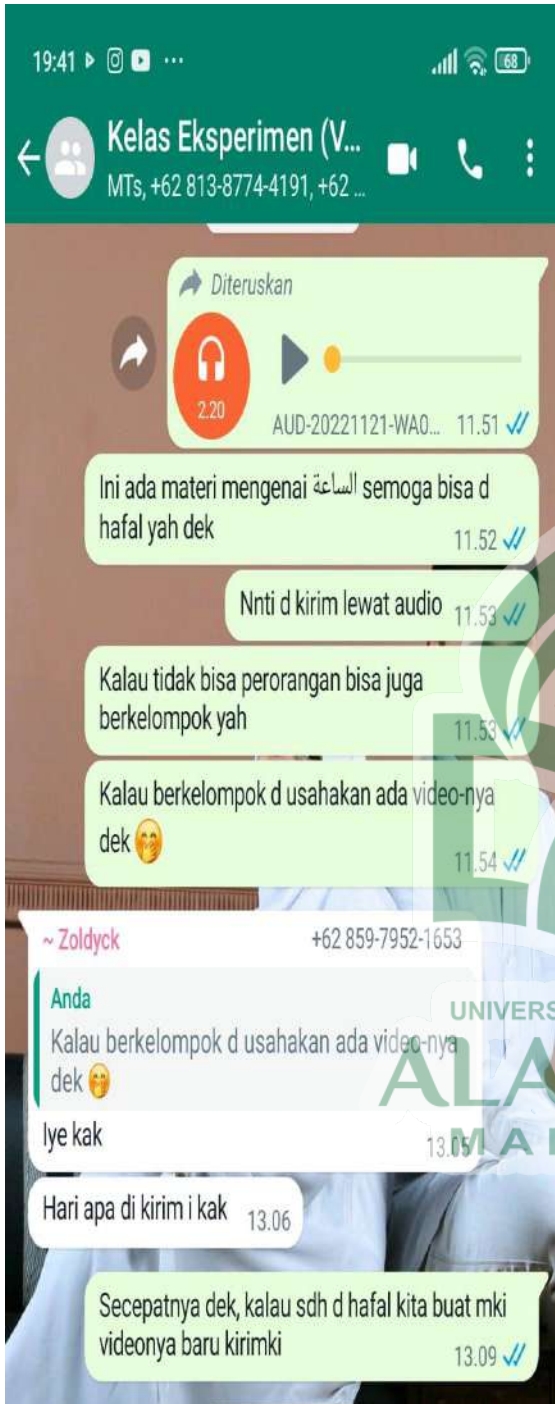 19:41 ... 68
Kelas Eksperimen (V...
MTs, +62 813-8774-4191, +62 ...
Diteruskan
2.20
AUD-20221121-WA0... 11.51
Ini ada materi mengenai الساعة semoga bisa d
hafal yah dek
11.52
Nnti d kirim lewat audio 11.53
Kalau tidak bisa perorangan bisa juga
berkelompok yah
11.53
Kalau berkelompok d usahakan ada video-nya
dek 🤭
11.54
~ Zoldyck +62 859-7952-1653
Anda
Kalau berkelompok d usahakan ada video-nya
dek 🤭
Iye kak
13.05
Hari apa di kirim i kak 13.06
Secepatnya dek, kalau sdh d hafal kita buat mki
videonya baru kirimki
13.09
UNIVERS
ALA
MA